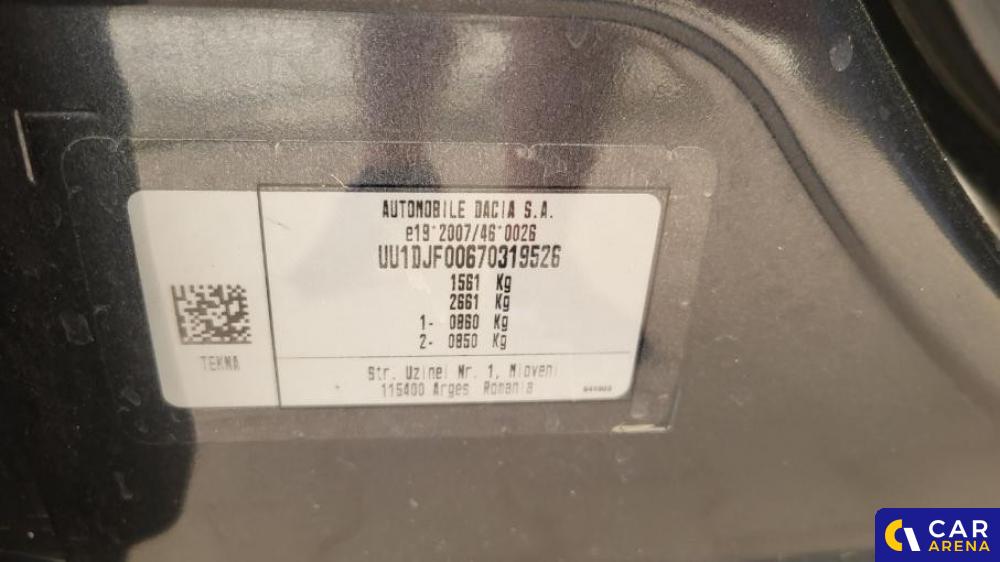 AUTOMOBILE DACIA S.A.
e19*2007/46*0026
UU1DJF00670319526
1561 Kg
2661 Kg
1- 0860 Kg
2- 0850 Kg
TEKNA
Str. Uzinei Nr. 1, Mioveni
115400 Arges Romania
CAR
ARENA